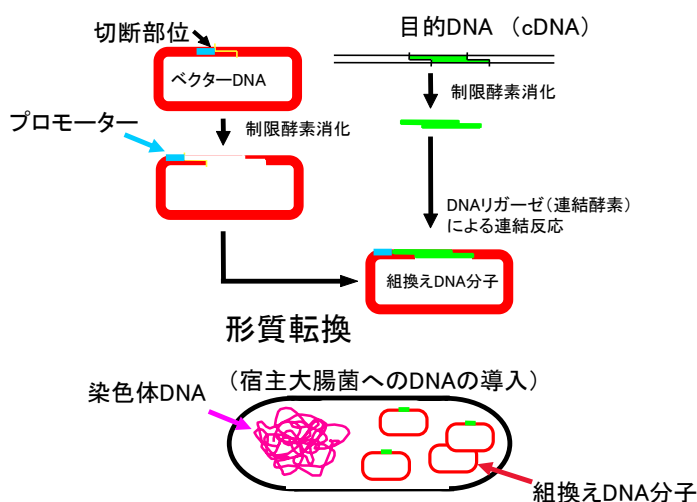 切断部位
目的DNA (cDNA)
ベクターDNA
制限酵素消化
プロモーター
制限酵素消化
DNAリガーゼ(連結酵素)
による連結反応
組換えDNA分子
形質転換
(宿主大腸菌へのDNAの導入)
染色体DNA
組換えDNA分子